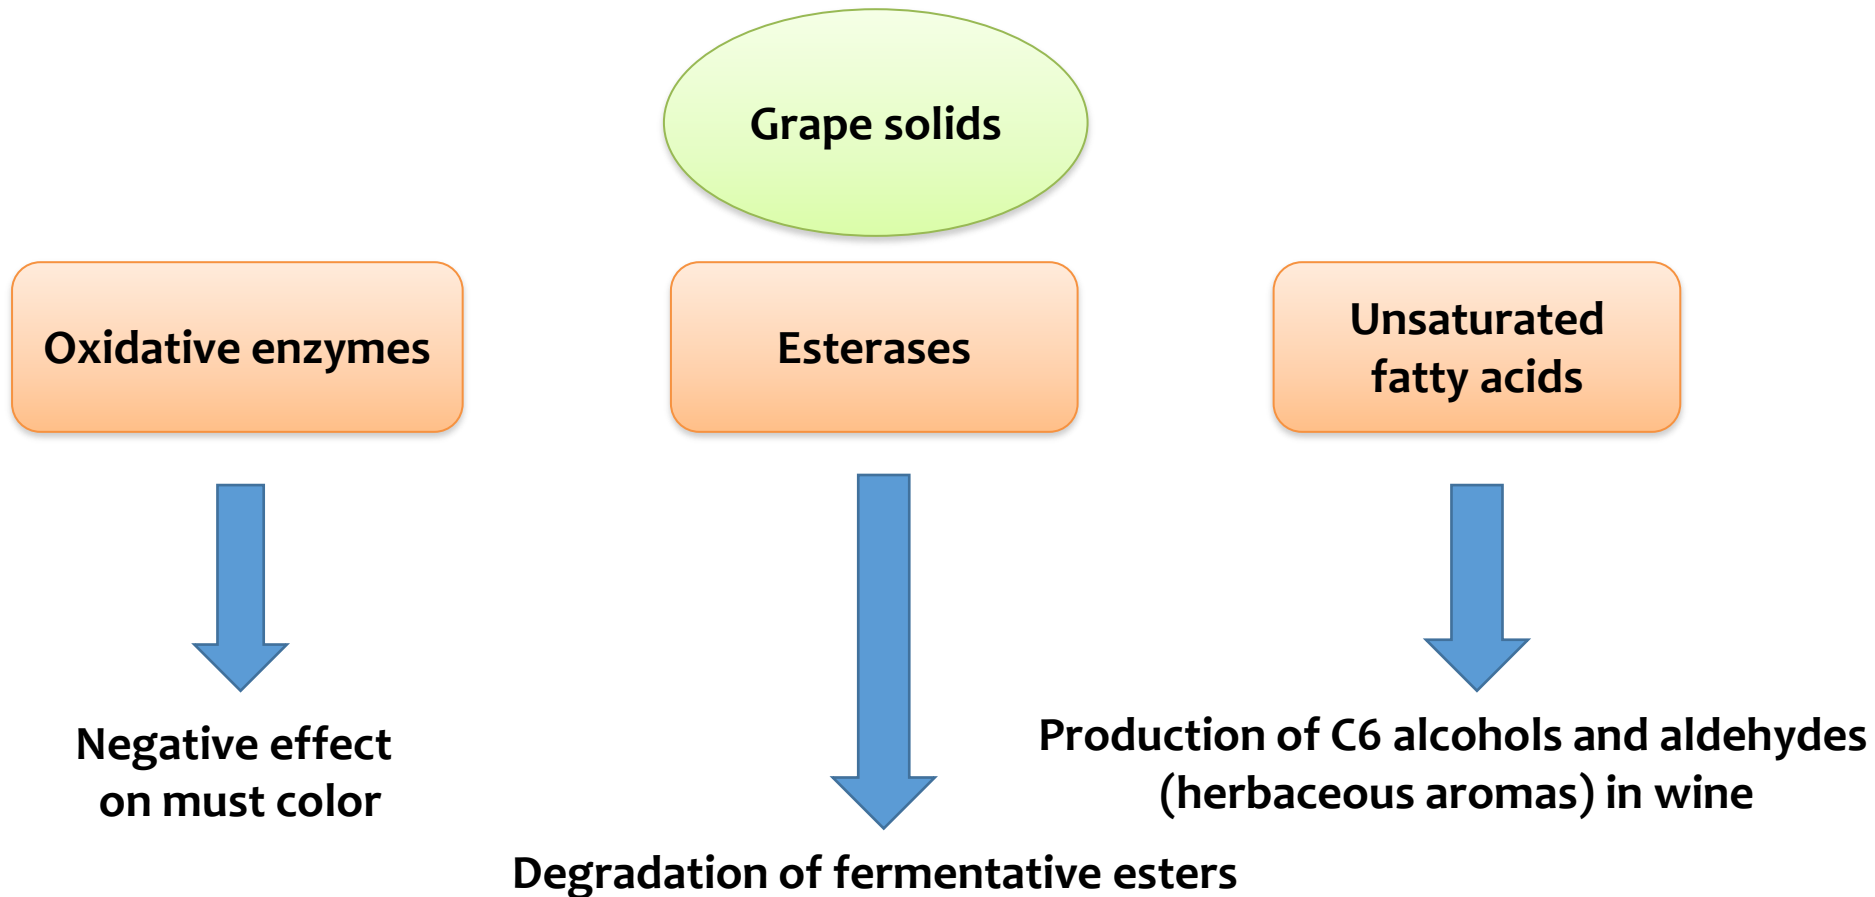 Grape solids
Oxidative enzymes
Esterases
Unsaturated
fatty acids
Negative effect
on must color
Degradation of fermentative esters
Production of C6 alcohols and aldehydes
(herbaceous aromas) in wine